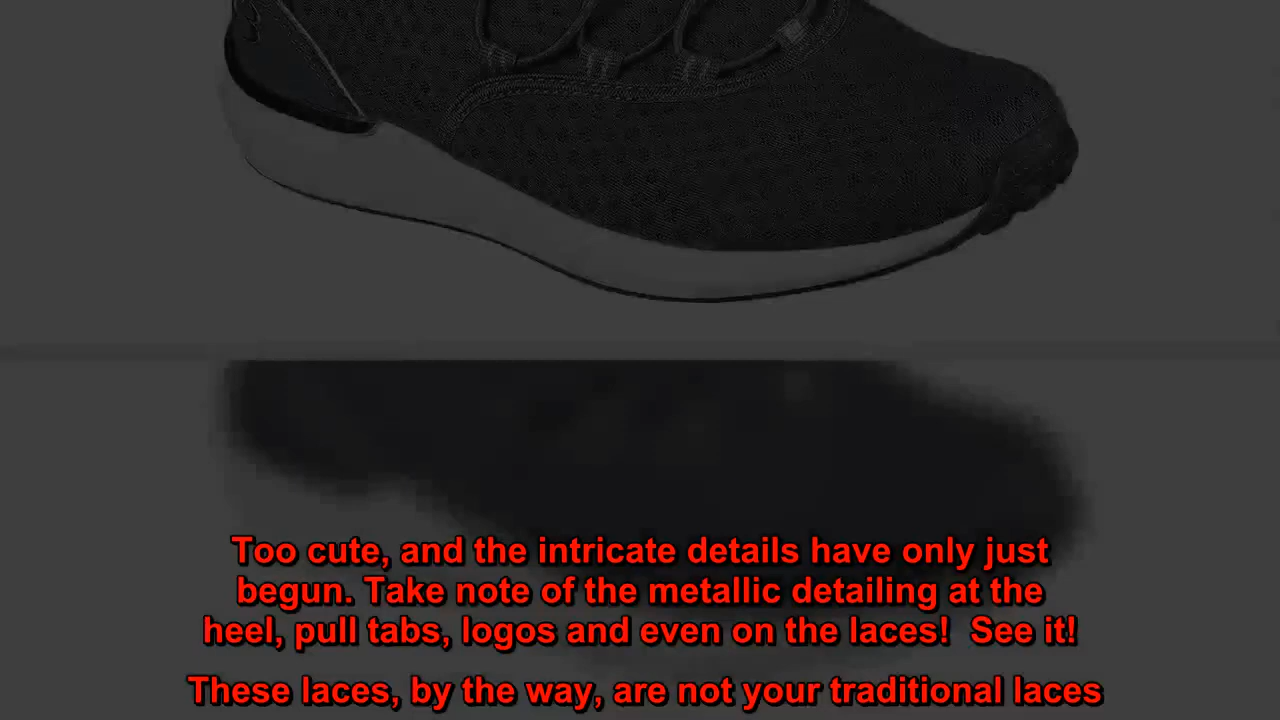 Too cute, and the intricate details have only just
begun. Take note of the metallic detailing at the
heel, pull tabs, logos and even on the laces!  See it!
These laces, by the way, are not your traditional laces